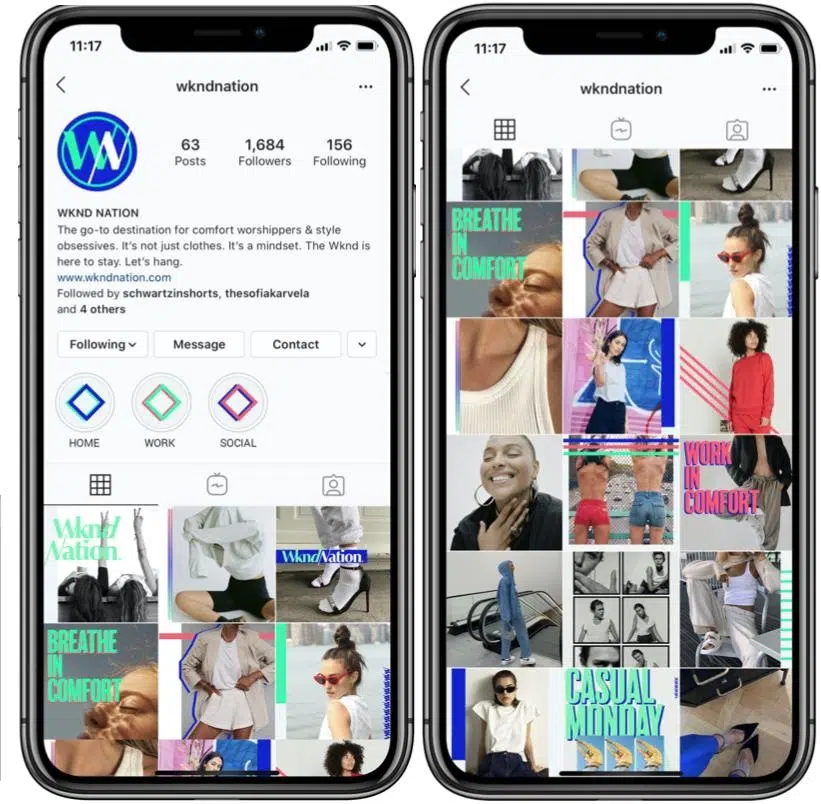 11:17
wkndnation
W
63
1,684
156
Posts
Followers
Following
WKND NATION
The go-to destination for comfort worshippers & style
obsessives. It's not just clothes. It's a mindset. The Wknd is
here to stay. Let's hang.
www.wkndnation.com
Followed by schwartzinshorts, thesofiakarvela
and 4 others
Following
Message
Contact
HOME
WORK
SOCIAL
Wknd
Nation.
WkndNation.
BREATHE
IN
COMFORT
11:17
wkndnation
BREATHE
IN
COMFORT
WORK
IN
COMFORT
CASUAL
MONDAY